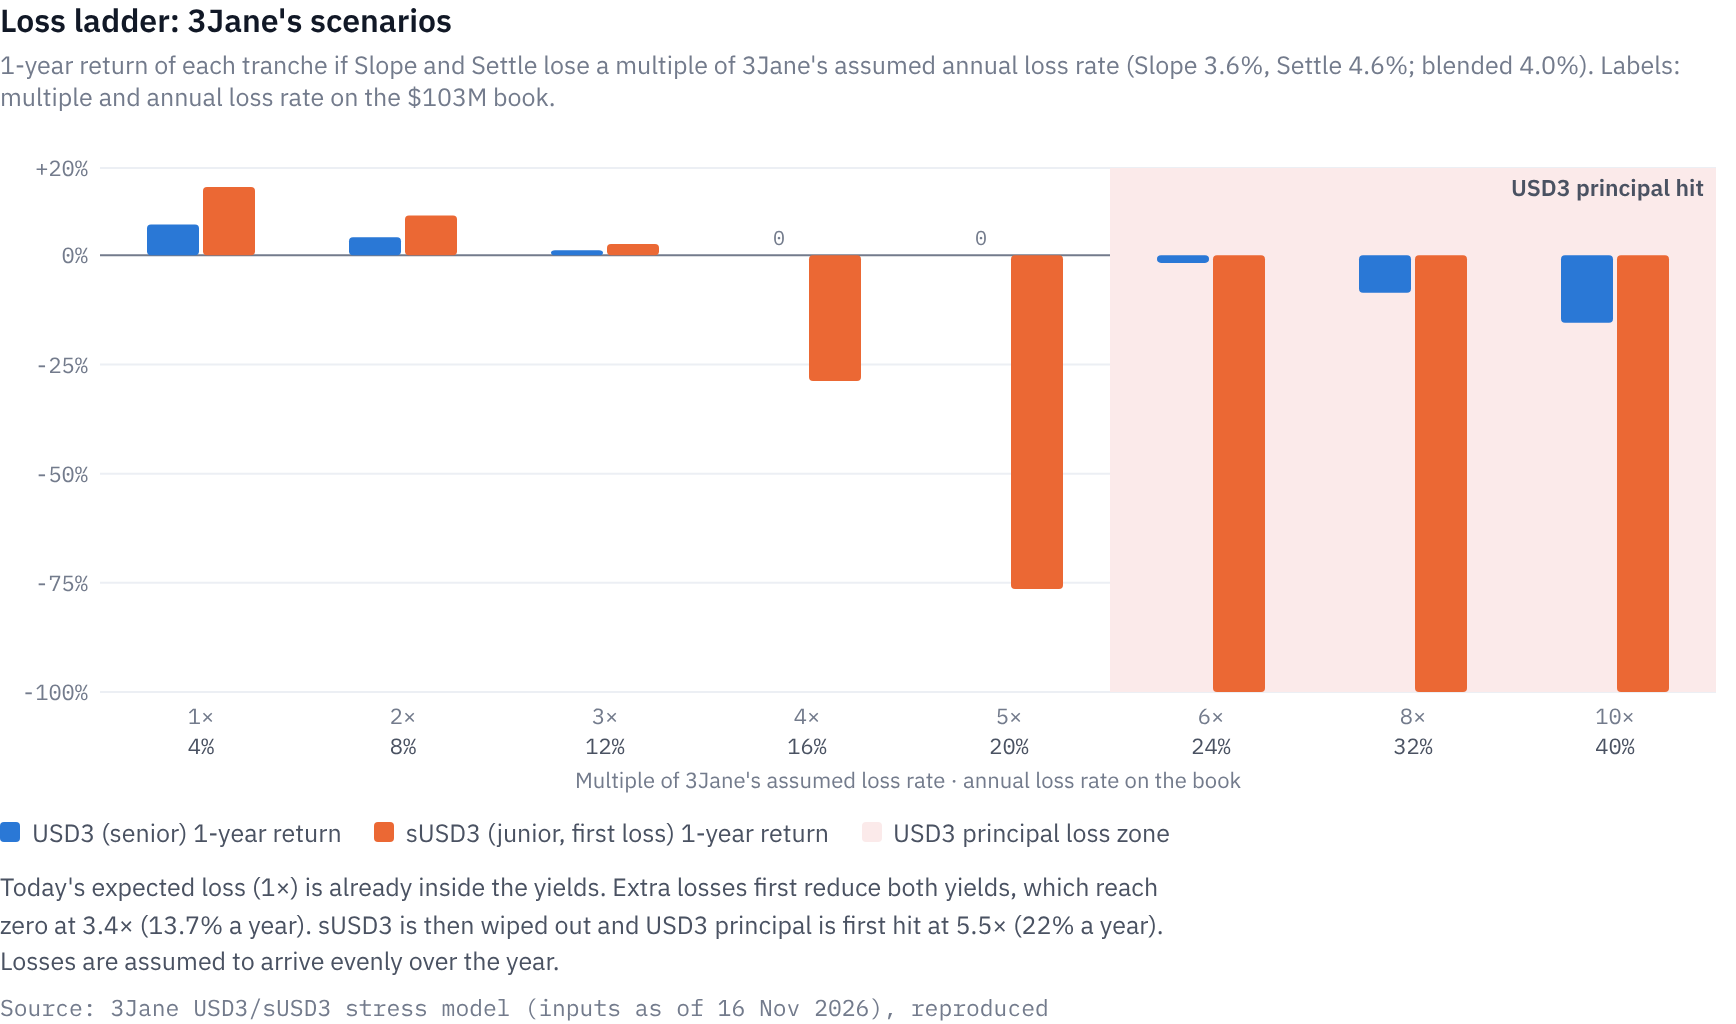 Loss ladder: 3Jane's scenarios
1-year return of each tranche if Slope and Settle lose a multiple of 3Jane's assumed annual loss rate (Slope 3.6%, Settle 4.6%; blended 4.0%). Labels:
multiple and annual loss rate on the $103M book.
+20%
USD3 principal hit
0 0
0%
-25%
-50%
-75%
-100%
1× 2× 3× 4× 5× 6× 8× 10×
4% 8% 12% 16% 20% 24% 32% 40%
Multiple of 3Jane's assumed loss rate · annual loss rate on the book
USD3 (senior) 1-year return sUSD3 (junior, first loss) 1-year return USD3 principal loss zone
Today's expected loss (1×) is already inside the yields. Extra losses first reduce both yields, which reach
zero at 3.4× (13.7% a year). sUSD3 is then wiped out and USD3 principal is first hit at 5.5× (22% a year).
Losses are assumed to arrive evenly over the year.
Source: 3Jane USD3/sUSD3 stress model (inputs as of 16 Nov 2026), reproduced